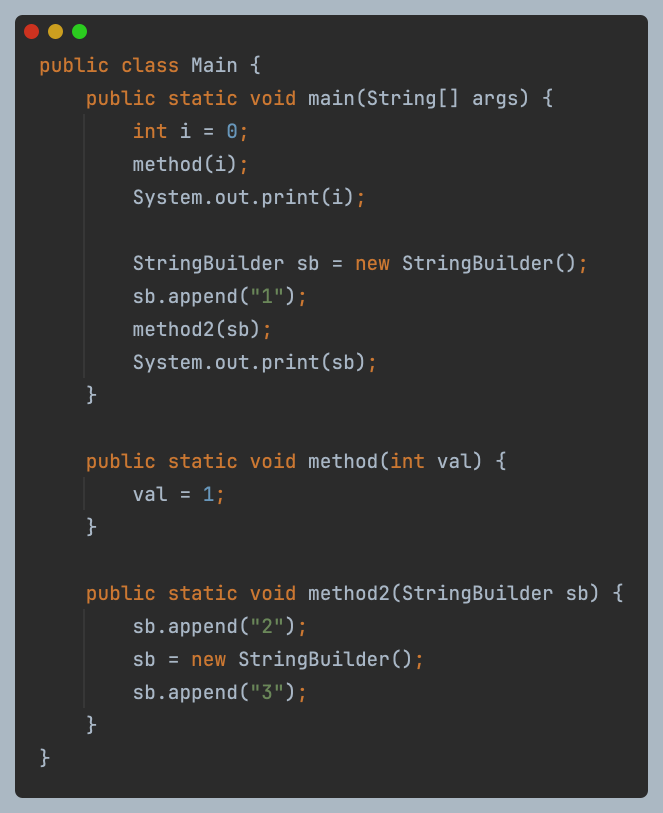 public class Main {
    public static void main(String[] args) {
        int i = 0;
        method(i);
        System.out.print(i);

        StringBuilder sb = new StringBuilder();
        sb.append("1");
        method2(sb);
        System.out.print(sb);
    }

    public static void method(int val) {
        val = 1;
    }

    public static void method2(StringBuilder sb) {
        sb.append("2");
        sb = new StringBuilder();
        sb.append("3");
    }
}